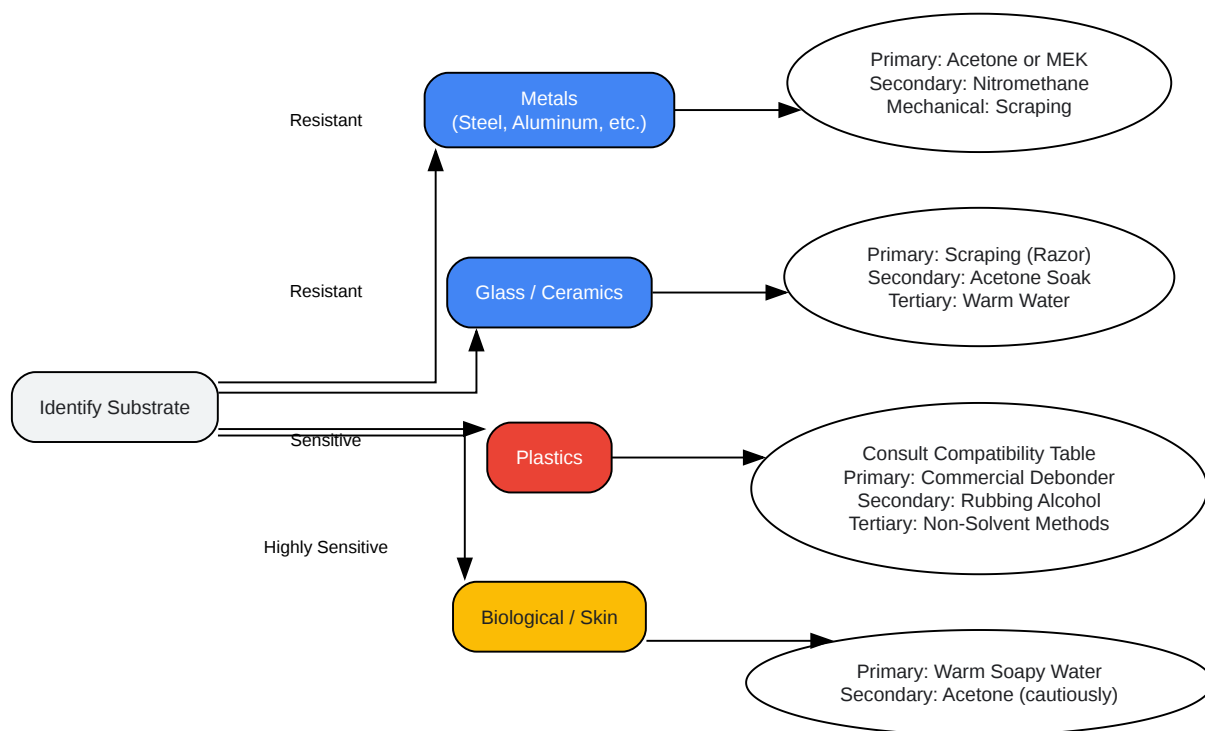 Primary: Acetone or MEK
Secondary: Nitromethane
Mechanical: Scraping
Metals
(Steel, Aluminum, etc.)
Resistant
Primary: Scraping (Razor)
Secondary: Acetone Soak
Tertiary: Warm Water
Resistant
Glass / Ceramics
Identify Substrate
Sensitive
Plastics
Consult Compatibility Table
Primary: Commercial Debonder
Secondary: Rubbing Alcohol
Tertiary: Non-Solvent Methods
Highly Sensitive
Biological / Skin
Primary: Warm Soapy Water
Secondary: Acetone (cautiously)